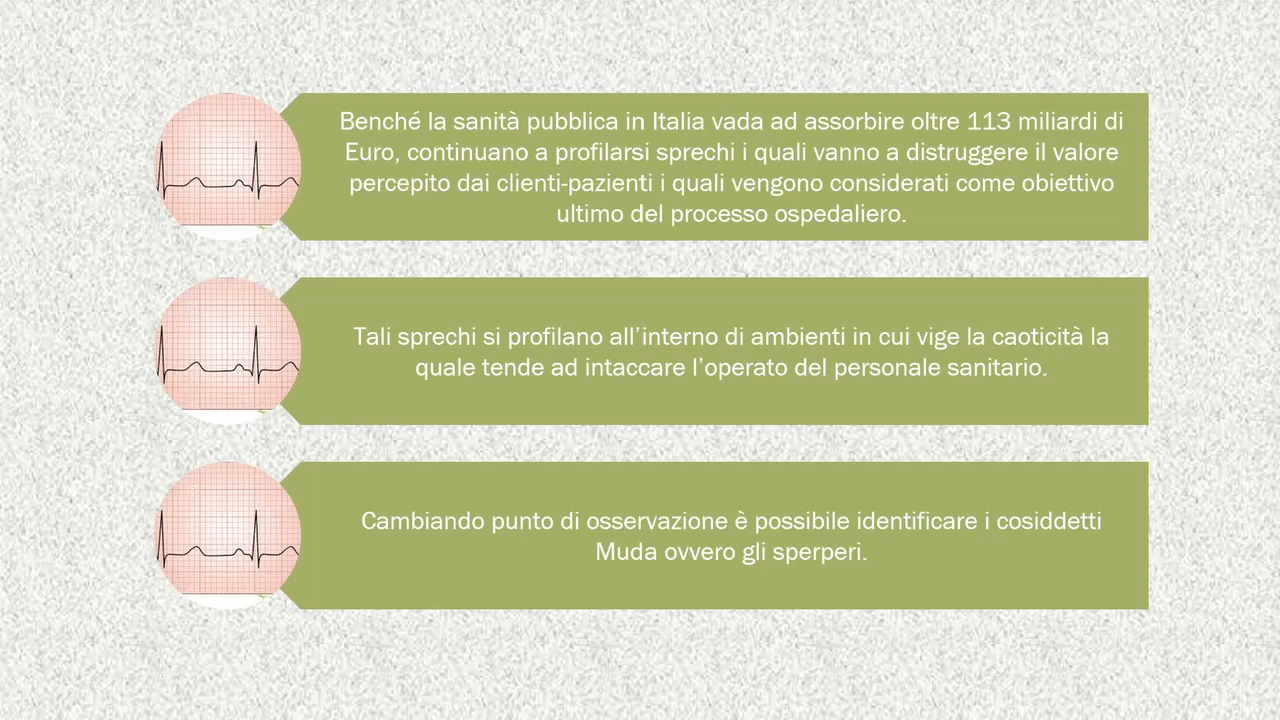 Benché la sanità pubblica in Italia vada ad assorbire oltre 113 miliardi di
Euro, continuano a profilarsi sprechi i quali vanno a distruggere il valore
percepito dai clienti-pazienti i quali vengono considerati come obiettivo
ultimo del processo ospedaliero.
Tali sprechi si profilano all’interno di ambienti in cui vige la caoticità la
quale tende ad intaccare l’operato del personale sanitario.
Cambiando punto di osservazione è possibile identificare i cosiddetti
Muda ovvero gli sperperi.